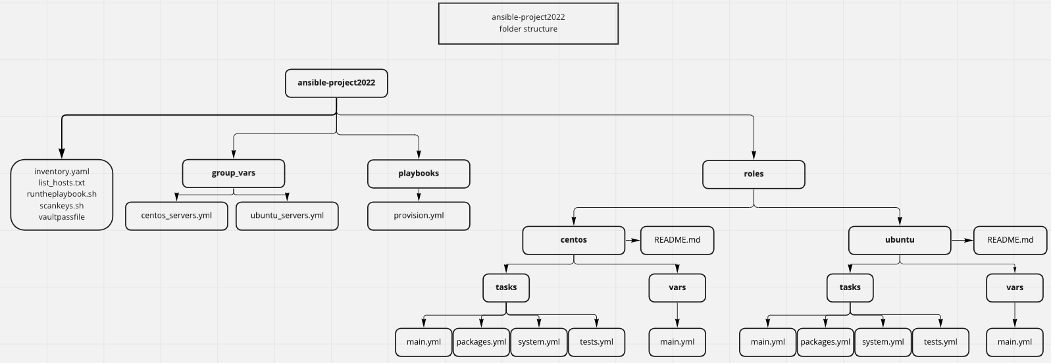 ansible-project2022
folder structure
ansible-project2022
inventory.yaml
list_hosts.txt
runtheplaybook.sh
scankeys.sh
vaultpassfile
group_vars
playbooks
roles
centos_servers.yml
ubuntu_servers.yml
provision.yml
centos
README.md
ubuntu
README.md
tasks
vars
tasks
vars
main.yml
packages.yml
system.yml
tests.yml
main.yml
main.yml
packages.yml
system.yml
tests.yml
main.yml